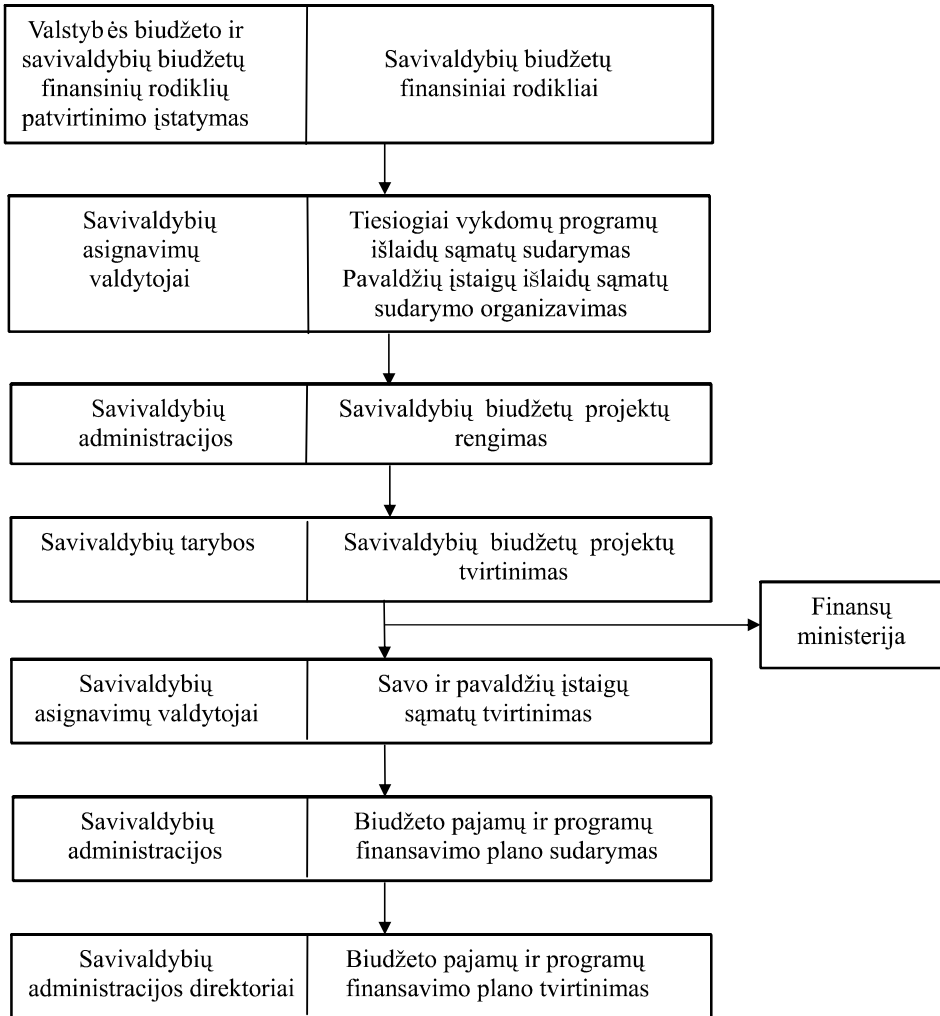 Valstybės biudžeto ir
savivaldybių biudžetų
finansinių rodiklių
patvirtinimo įstatymas
Savivaldybių biudžetų
finansiniai rodikliai
Savivaldybių
asignavimų
valdytojai
Tiesiogiai vykdomų programų
išlaidų sąmatų sudarymas
Pavaldžių įstaigų išlaidų sąmatų
sudarymo organizavimas
Savivaldybių
administracijos
Savivaldybių biudžetų projektų
rengimas
Savivaldybių tarybos
Savivaldybių biudžetų projektų
tvirtinimas
Finansų
ministerija
Savivaldybių
asignavimų valdytojai
Savo ir pavaldžių įstaigų
sąmatų tvirtinimas
Savivaldybių
administracijos
Biudžeto pajamų ir programų
finansavimo plano sudarymas
Savivaldybių
administracijos direktoriai
Biudžeto pajamų ir programų
finansavimo plano tvirtinimas